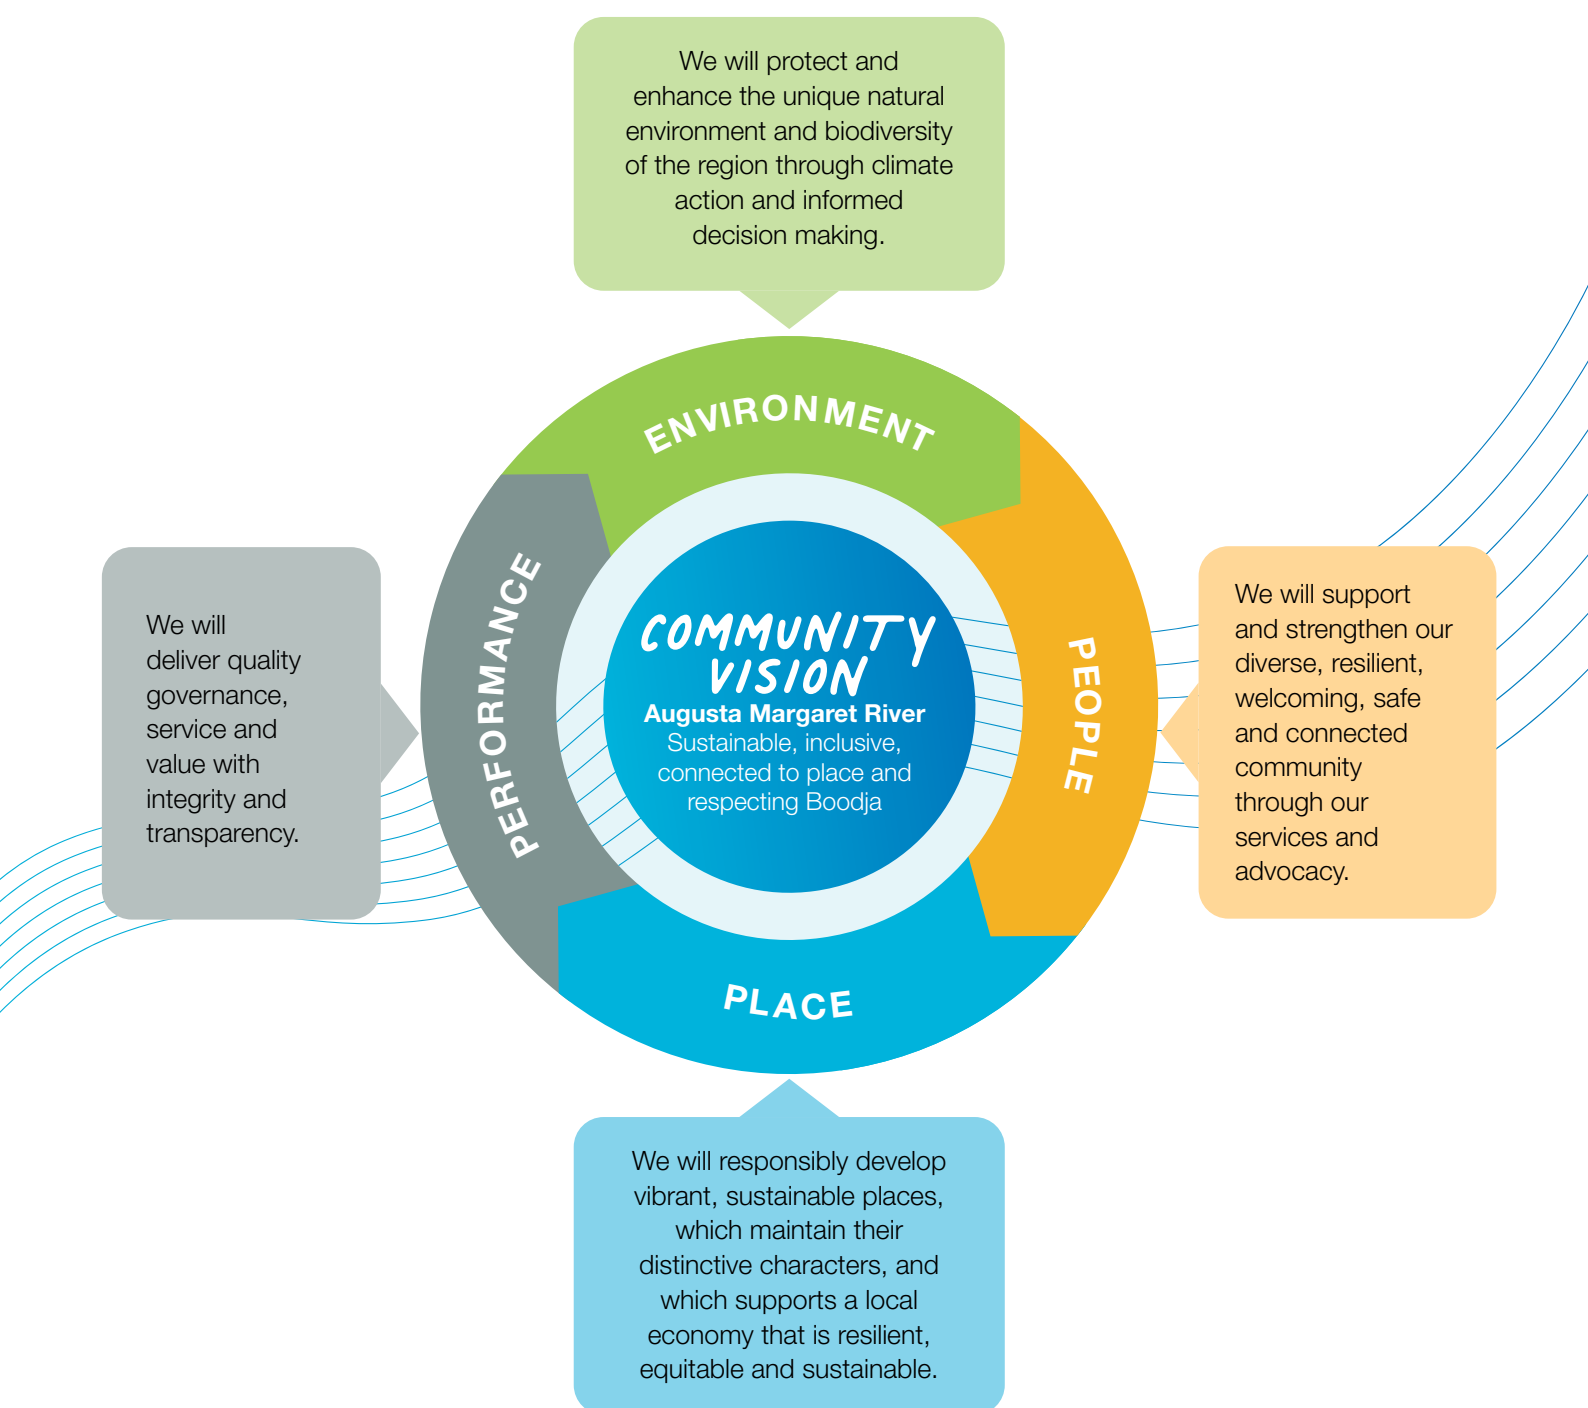 We will protect and
enhance the unique natural
environment and biodiversity
of the region through climate
action and informed
decision making.
ENVIRONMENT
PEOPLE
PLACE
PERFORMANCE
COMMUNITY
VISION
Augusta Margaret River
Sustainable, inclusive,
connected to place and
respecting Boodja
We will
deliver quality
governance,
service and
value with
integrity and
transparency.
We will support
and strengthen our
diverse, resilient,
welcoming, safe
and connected
community
through our
services and
advocacy.
We will responsibly develop
vibrant, sustainable places,
which maintain their
distinctive characters, and
which supports a local
economy that is resilient,
equitable and sustainable.